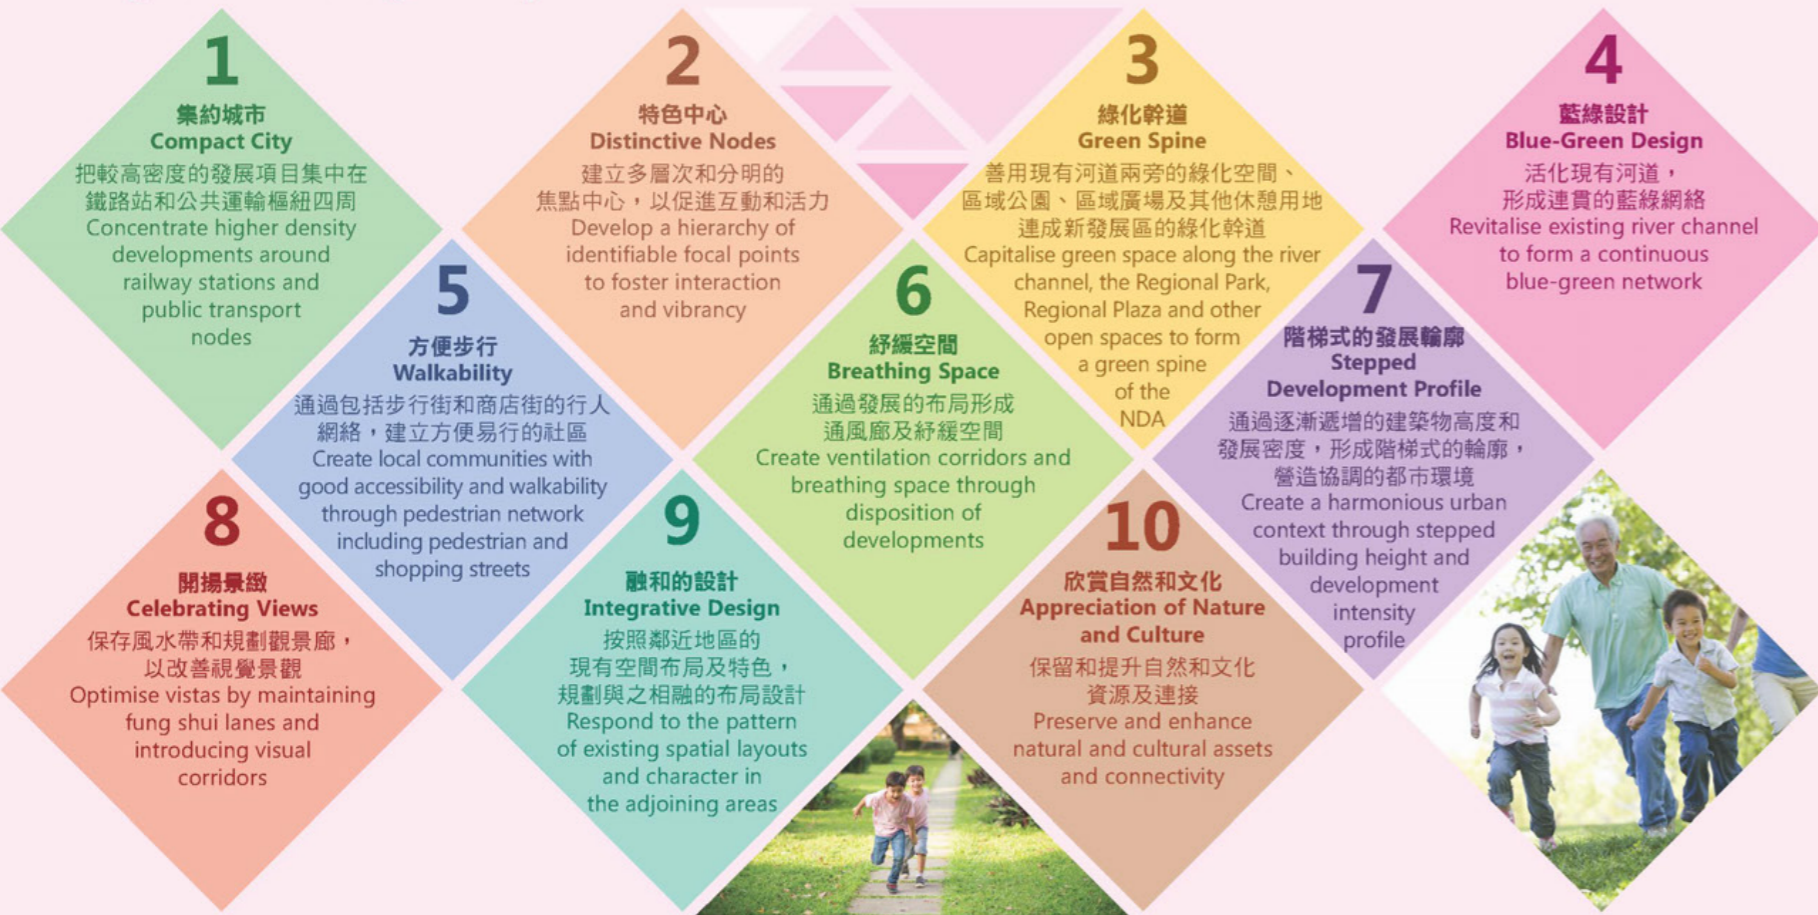 1
集約城市
Compact City
把較高密度的發展項目集中在
鐵路站和公共運輸樞紐四周
Concentrate higher density
developments around
railway stations and
public transport
nodes
2
特色中心
Distinctive Nodes
建立多層次和分明的
焦點中心，以促進互動和活力
Develop a hierarchy of
identifiable focal points
to foster interaction
and vibrancy
3
綠化幹道
Green Spine
善用現有河道兩旁的綠化空間、
區域公園、區域廣場及其他休憩用地
連成新發展區的綠化幹道
Capitalise green space along the river
channel, the Regional Park,
Regional Plaza and other
open spaces to form
a green spine
of the
NDA
4
藍綠設計
Blue-Green Design
活化現有河道，
形成連貫的藍綠網絡
Revitalise existing river channel
to form a continuous
blue-green network
5
方便步行
Walkability
通過包括步行街和商店街的行人
網絡，建立方便易行的社區
Create local communities with
good accessibility and walkability
through pedestrian network
including pedestrian and
shopping streets
6
紓緩空間
Breathing Space
通過發展的布局形成
通風廊及紓緩空間
Create ventilation corridors and
breathing space through
disposition of
developments
7
階梯式的發展輪廓
Stepped
Development Profile
通過逐漸遞增的建築物高度和
發展密度，形成階梯式的輪廓，
營造協調的都市環境
Create a harmonious urban
context through stepped
building height and
development
intensity
profile
8
開揚景緻
Celebrating Views
保存風水帶和規劃觀景廊，
以改善視覺景觀
Optimise vistas by maintaining
fung shui lanes and
introducing visual
corridors
9
融和的設計
Integrative Design
按照鄰近地區的
現有空間布局及特色，
規劃與之相融的布局設計
Respond to the pattern
of existing spatial layouts
and character in
the adjoining areas
10
欣賞自然和文化
Appreciation of Nature
and Culture
保留和提升自然和文化
資源及連接
Preserve and enhance
natural and cultural assets
and connectivity